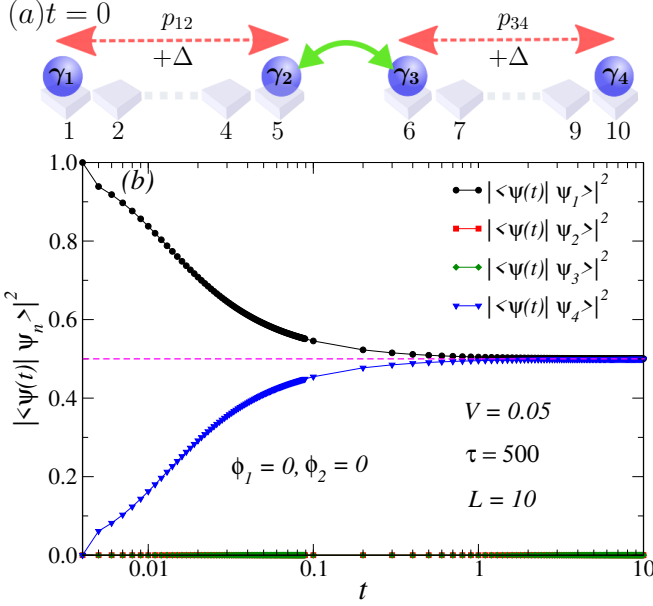 (a) t = 0
p12 p34
+Δ +Δ
γ1 γ2 γ3 γ4
1 2 4 5 6 7 9 10
(b)
|<ψ(t)| ψ1>|^2
|<ψ(t)| ψ2>|^2
|<ψ(t)| ψ3>|^2
|<ψ(t)| ψ4>|^2
|<ψ(t)| ψn>|^2
1.0
0.8
0.6
0.4
0.2
0.0
V = 0.05
ϕ1 = 0, ϕ2 = 0
τ = 500
L = 10
0.01 0.1 1 10
t